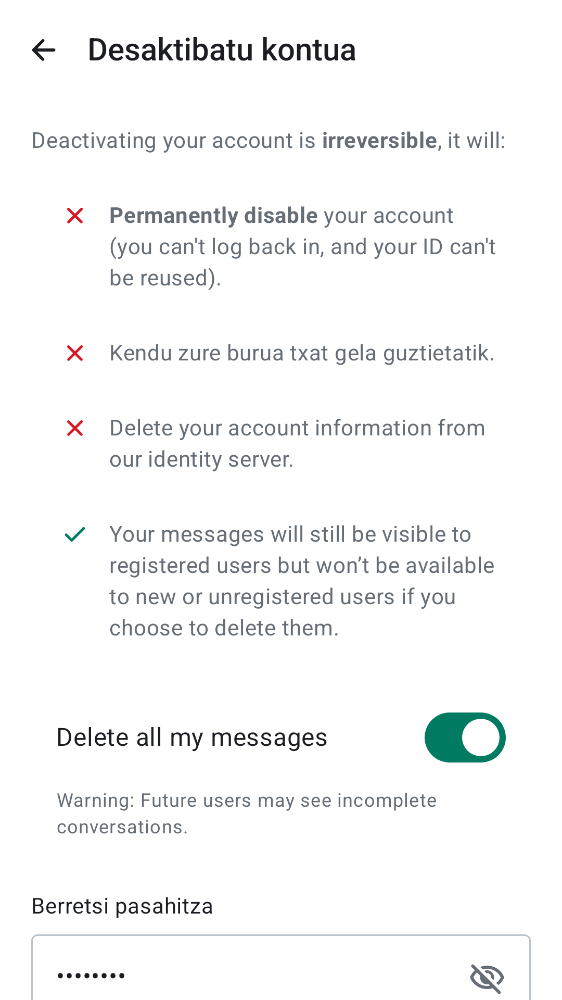 Desaktibatu kontua
Deactivating your account is irreversible, it will:
Permanently disable your account
(you can't log back in, and your ID can't
be reused).
Kendu zure burua txat gela guztietatik.
Delete your account information from
our identity server.
Your messages will still be visible to
registered users but won’t be available
to new or unregistered users if you
choose to delete them.
Delete all my messages
Warning: Future users may see incomplete
conversations.
Berretsi pasahitza
••••••••